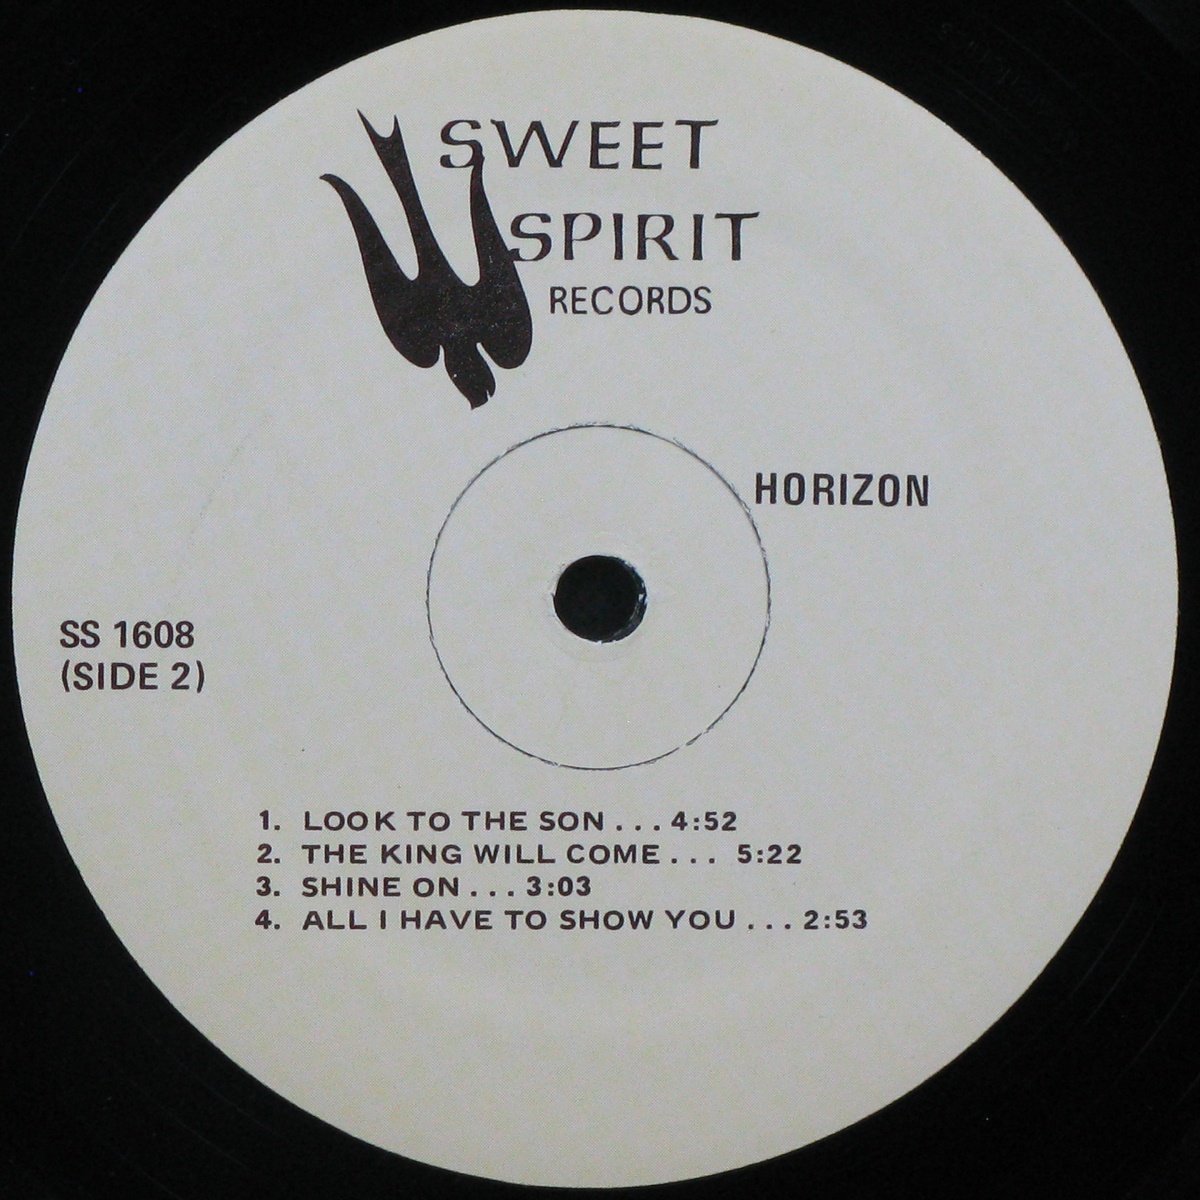 SWEET
SPIRIT
RECORDS
HORIZON
SS 1608
(SIDE 2)
1. LOOK TO THE SON . . . 4:52
2. THE KING WILL COME . . . 5:22
3. SHINE ON . . . 3:03
4. ALL I HAVE TO SHOW YOU . . . 2:53